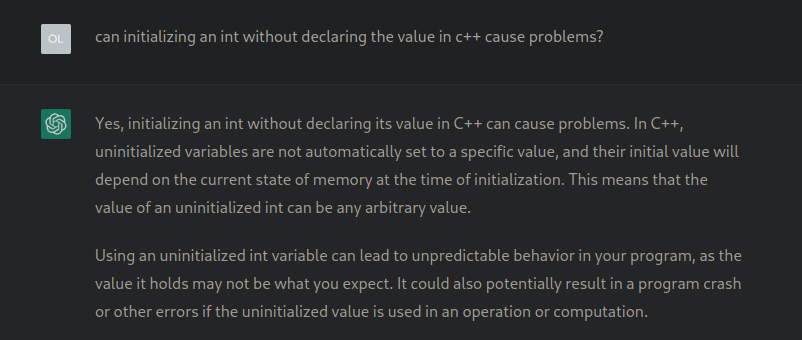 OL
can initializing an int without declaring the value in c++ cause problems?
Yes, initializing an int without declaring its value in C++ can cause problems. In C++,
uninitialized variables are not automatically set to a specific value, and their initial value will
depend on the current state of memory at the time of initialization. This means that the
value of an uninitialized int can be any arbitrary value.
Using an uninitialized int variable can lead to unpredictable behavior in your program, as the
value it holds may not be what you expect. It could also potentially result in a program crash
or other errors if the uninitialized value is used in an operation or computation.